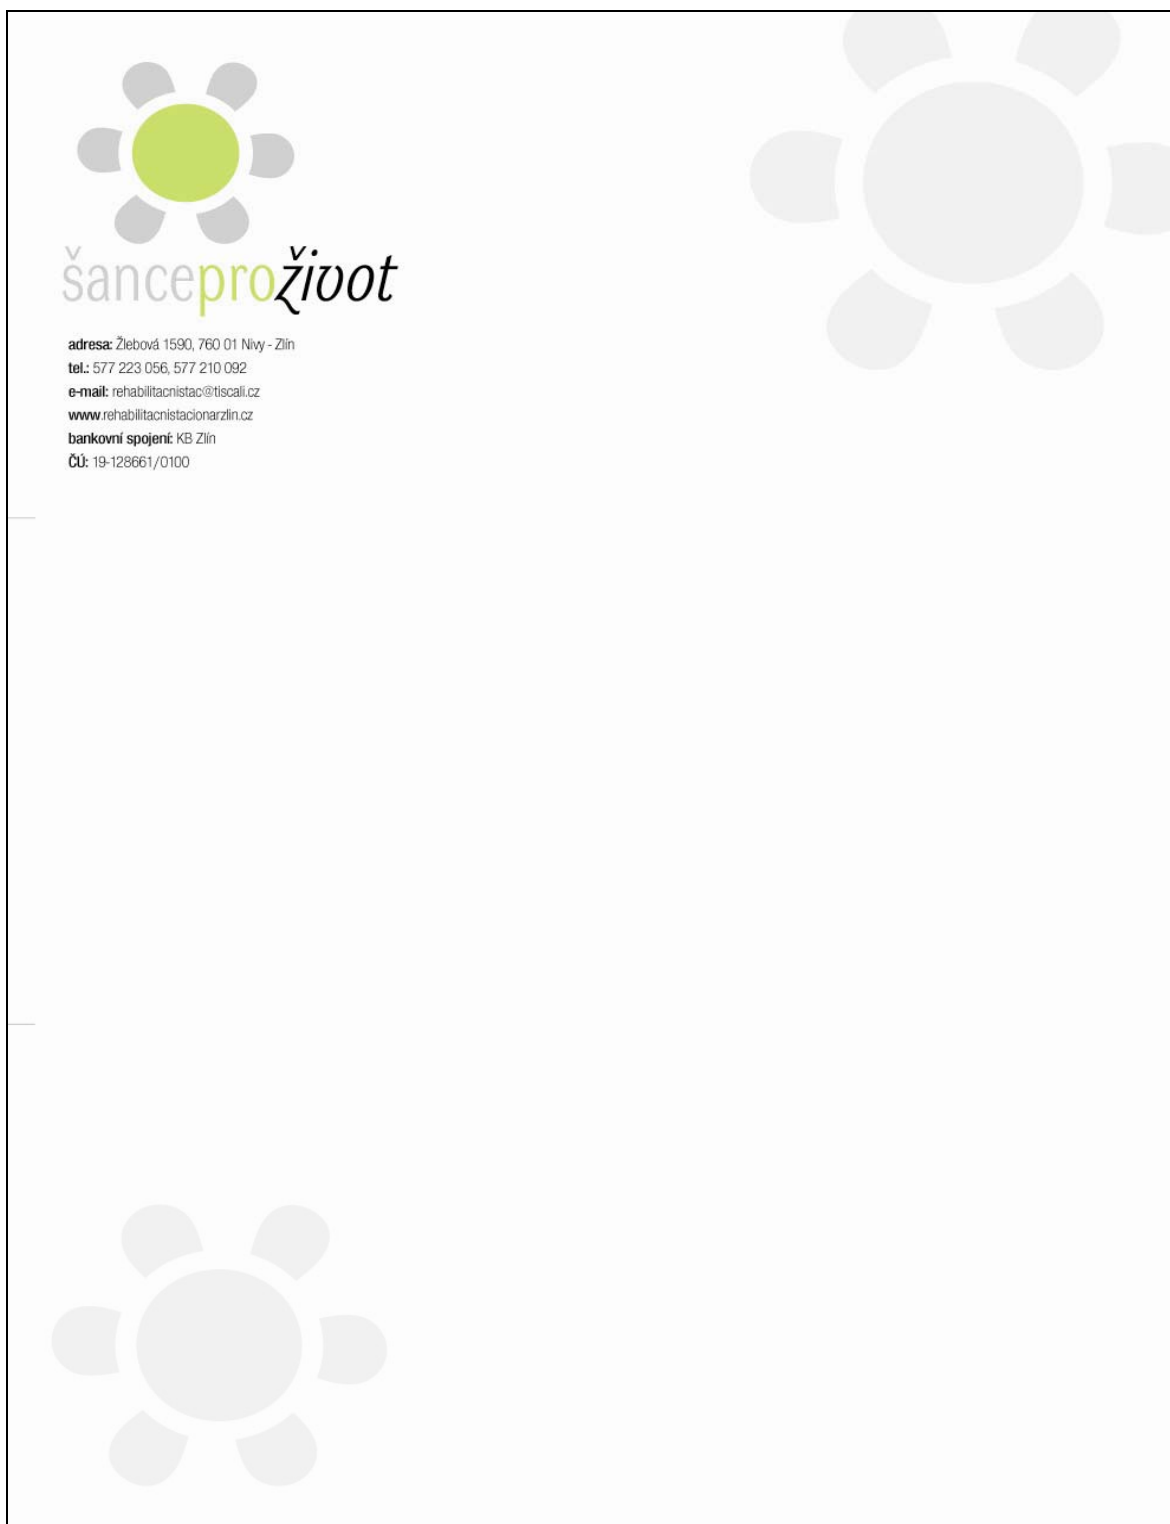 šanceproživot
adresa: Žlebová 1590, 760 01 Nivy - Zlín
tel.: 577 223 056, 577 210 092
e-mail: rehabilitacnistac@tiscali.cz
www.rehabilitacnistacionarzlin.cz
bankovní spojení: KB Zlín
ČÚ: 19-128661/0100